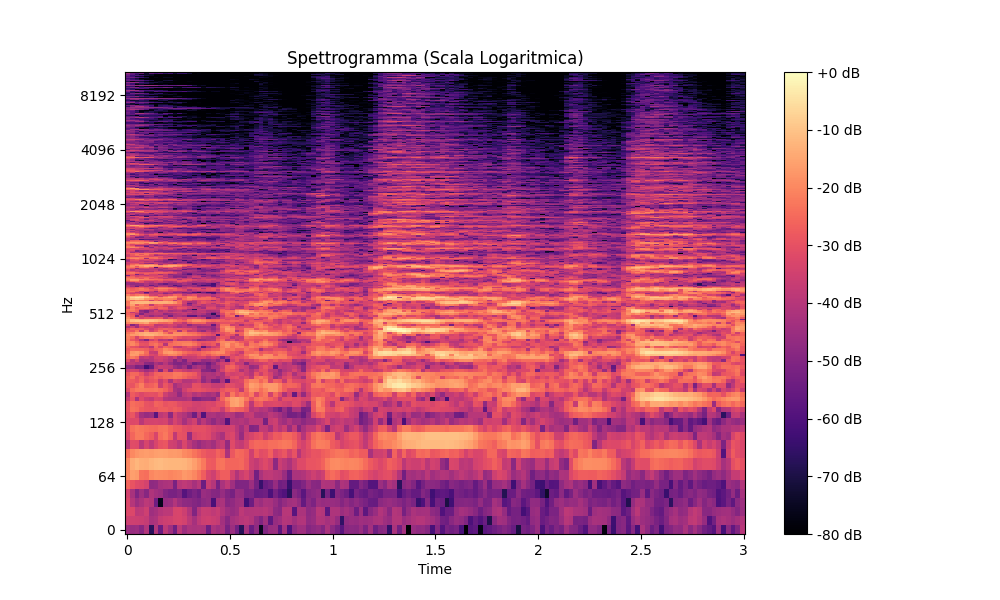 Spettrogramma (Scala Logaritmica)
Hz
8192
4096
2048
1024
512
256
128
64
0
0
0.5
1
1.5
2
2.5
3
Time
+0 dB
-10 dB
-20 dB
-30 dB
-40 dB
-50 dB
-60 dB
-70 dB
-80 dB